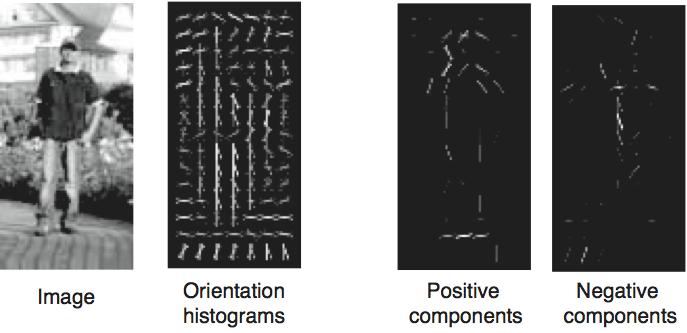 Image
Orientation
histograms
Positive
components
Negative
components